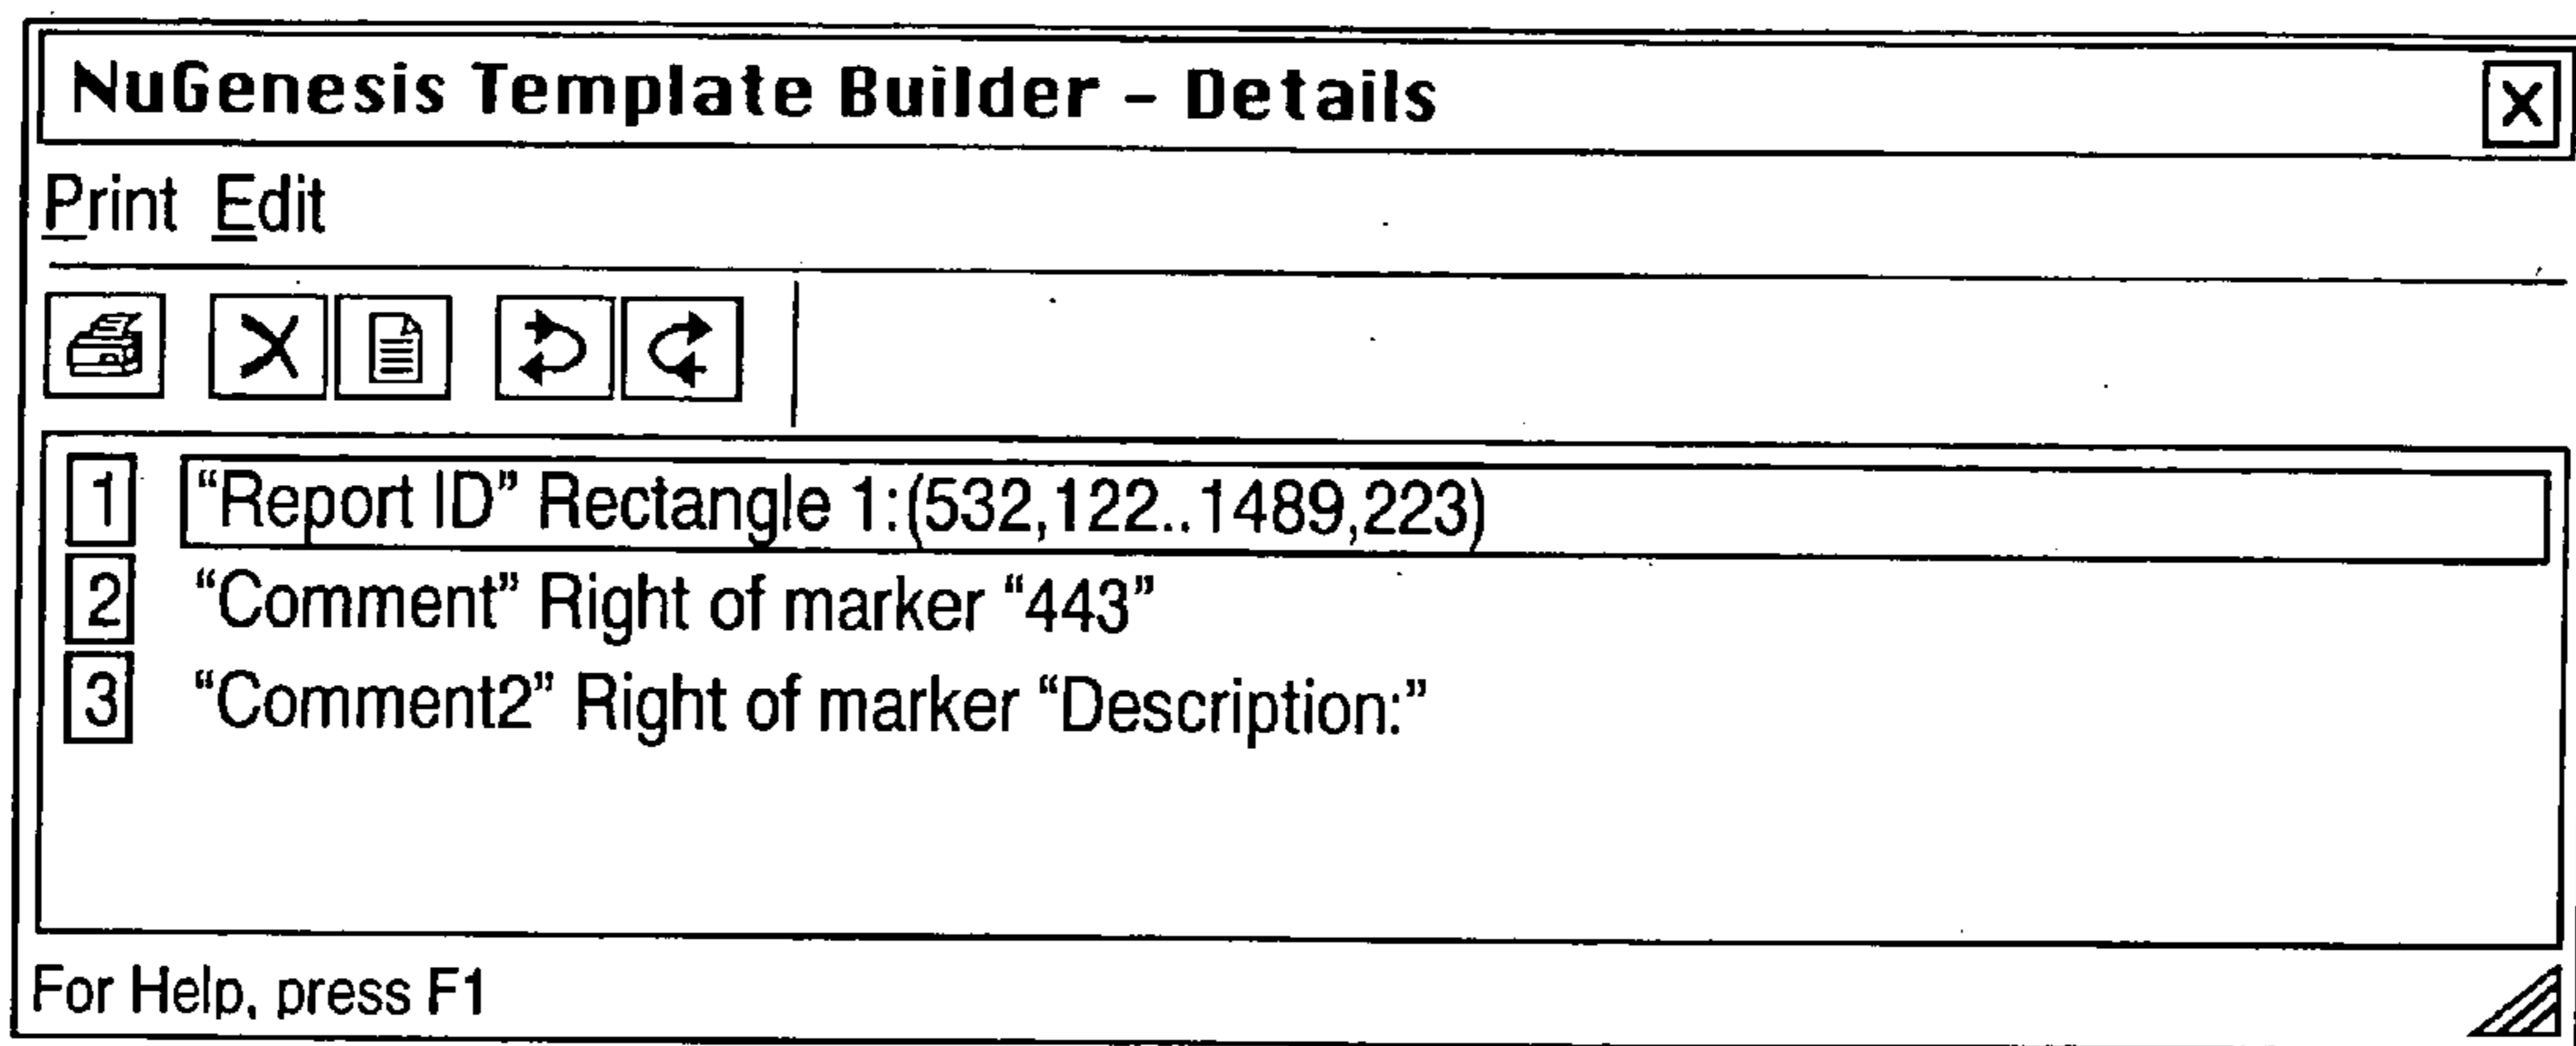 NuGenesis Template Builder – Details
Print Edit
1 “Report ID” Rectangle 1:(532,122..1489,223)
2 “Comment” Right of marker “443”
3 “Comment2” Right of marker “Description:”
For Help, press F1